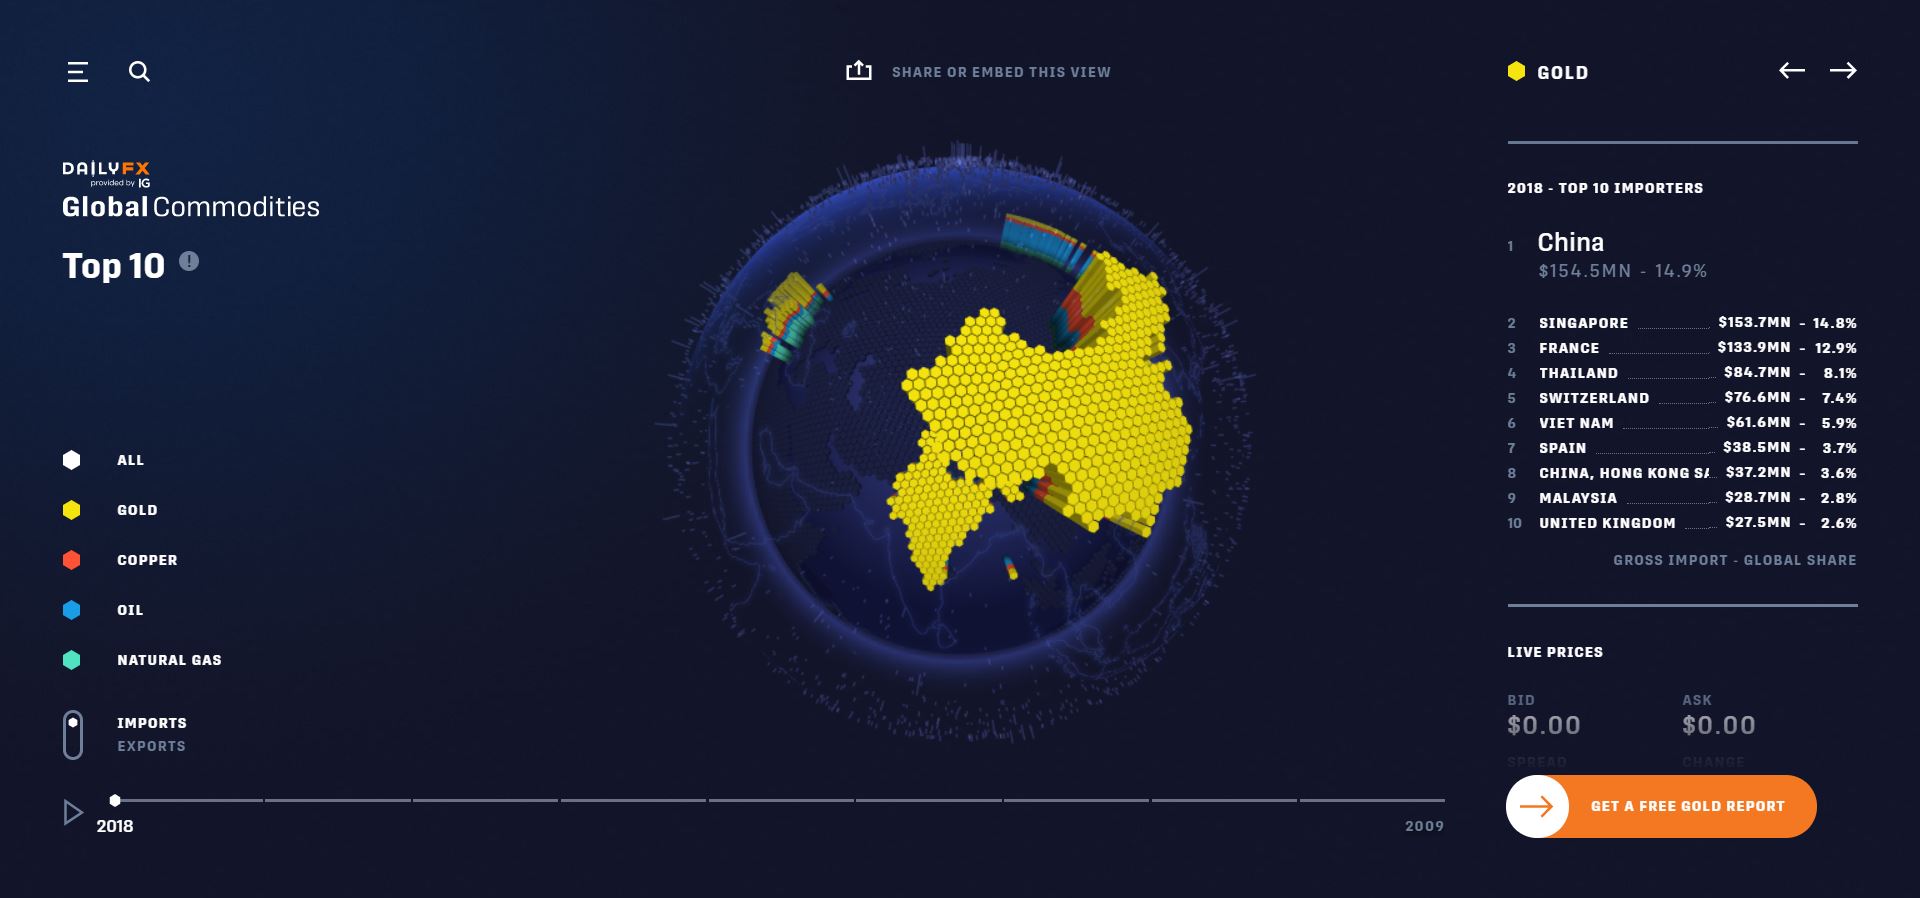 SHARE OR EMBED THIS VIEW
GOLD
DAILYFX
provided by IG
Global Commodities
Top 10
ALL
GOLD
COPPER
OIL
NATURAL GAS
IMPORTS
EXPORTS
2018
2009
2018 - TOP 10 IMPORTERS
1 China
$154.5MN - 14.9%
2 SINGAPORE $153.7MN - 14.8%
3 FRANCE $133.9MN - 12.9%
4 THAILAND $84.7MN - 8.1%
5 SWITZERLAND $76.6MN - 7.4%
6 VIET NAM $61.6MN - 5.9%
7 SPAIN $38.5MN - 3.7%
8 CHINA, HONG KONG SA $37.2MN - 3.6%
9 MALAYSIA $28.7MN - 2.8%
10 UNITED KINGDOM $27.5MN - 2.6%
GROSS IMPORT - GLOBAL SHARE
LIVE PRICES
BID ASK
$0.00 $0.00
SPREAD CHANGE
GET A FREE GOLD REPORT